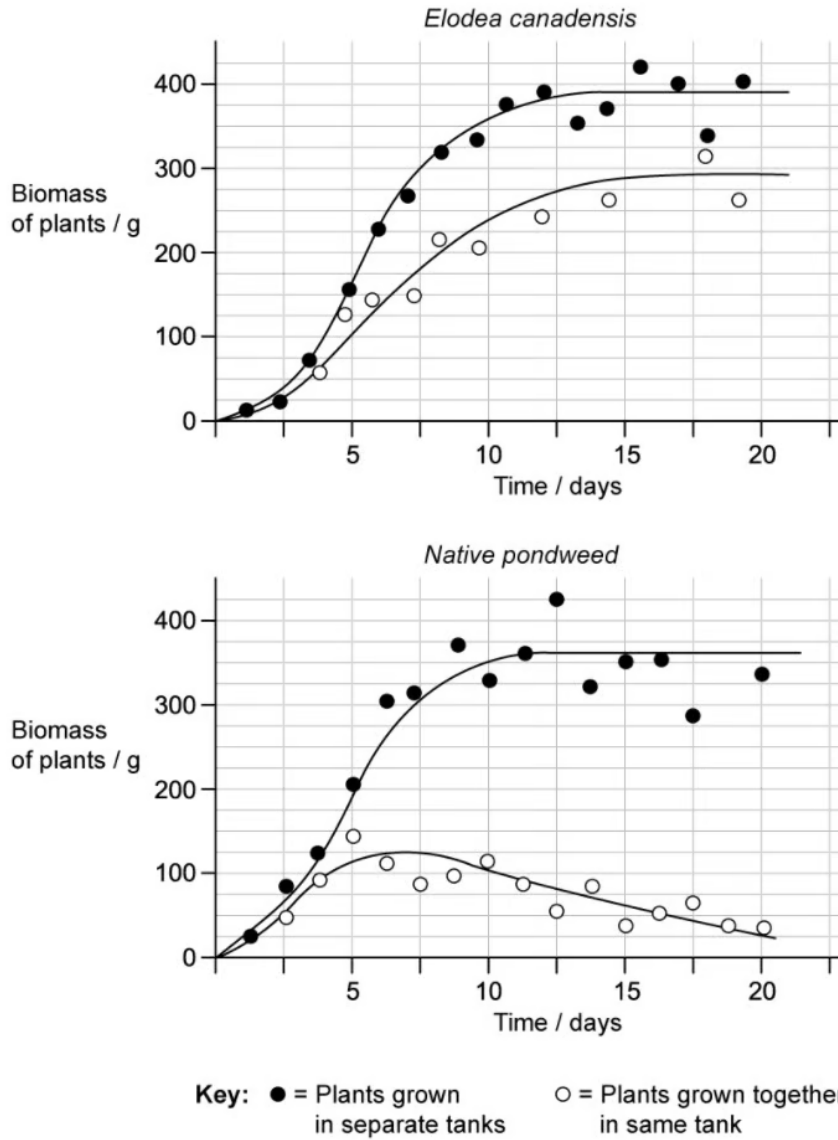 Elodea canadensis
400
300
Biomass
of plants / g
200
100
0
5 10 15 20
Time / days
Native pondweed
400
300
Biomass
of plants / g
200
100
0
5 10 15 20
Time / days
Key: ● = Plants grown ○ = Plants grown together
in separate tanks in same tank